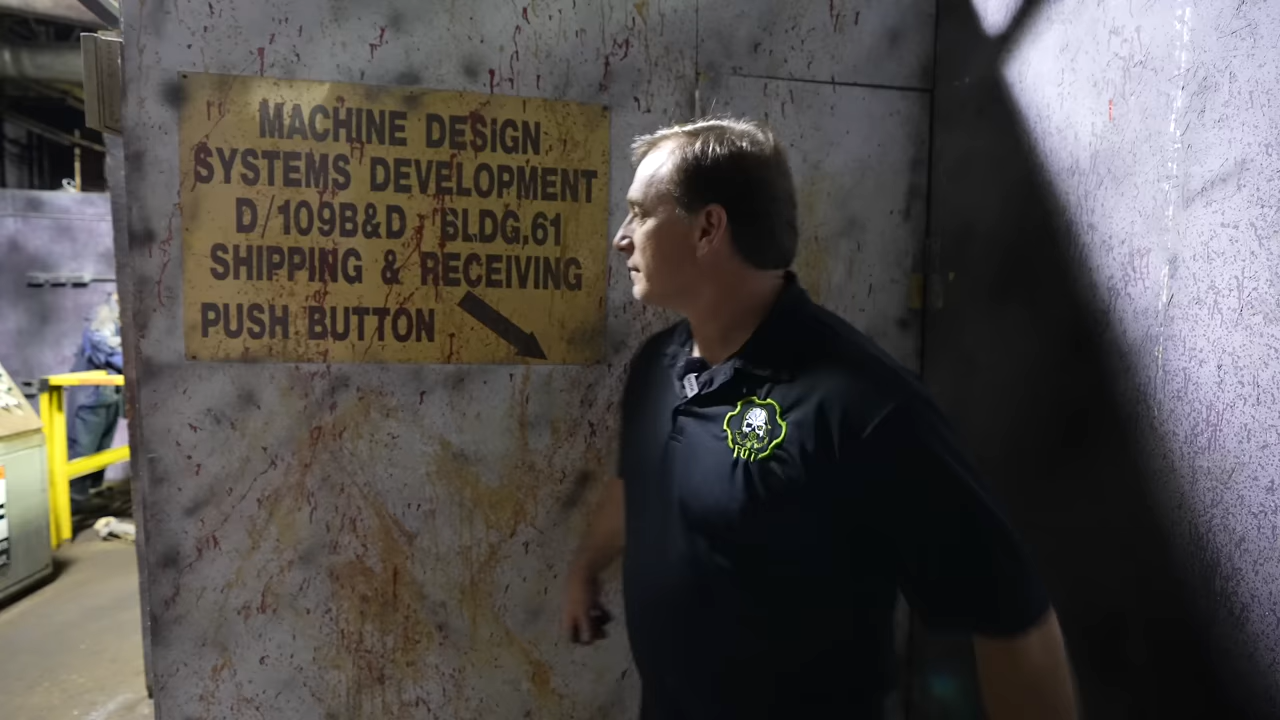 MACHINE DESIGN
SYSTEMS DEVELOPMENT
D/109B&D BLDG.61
SHIPPING & RECEIVING
PUSH BUTTON